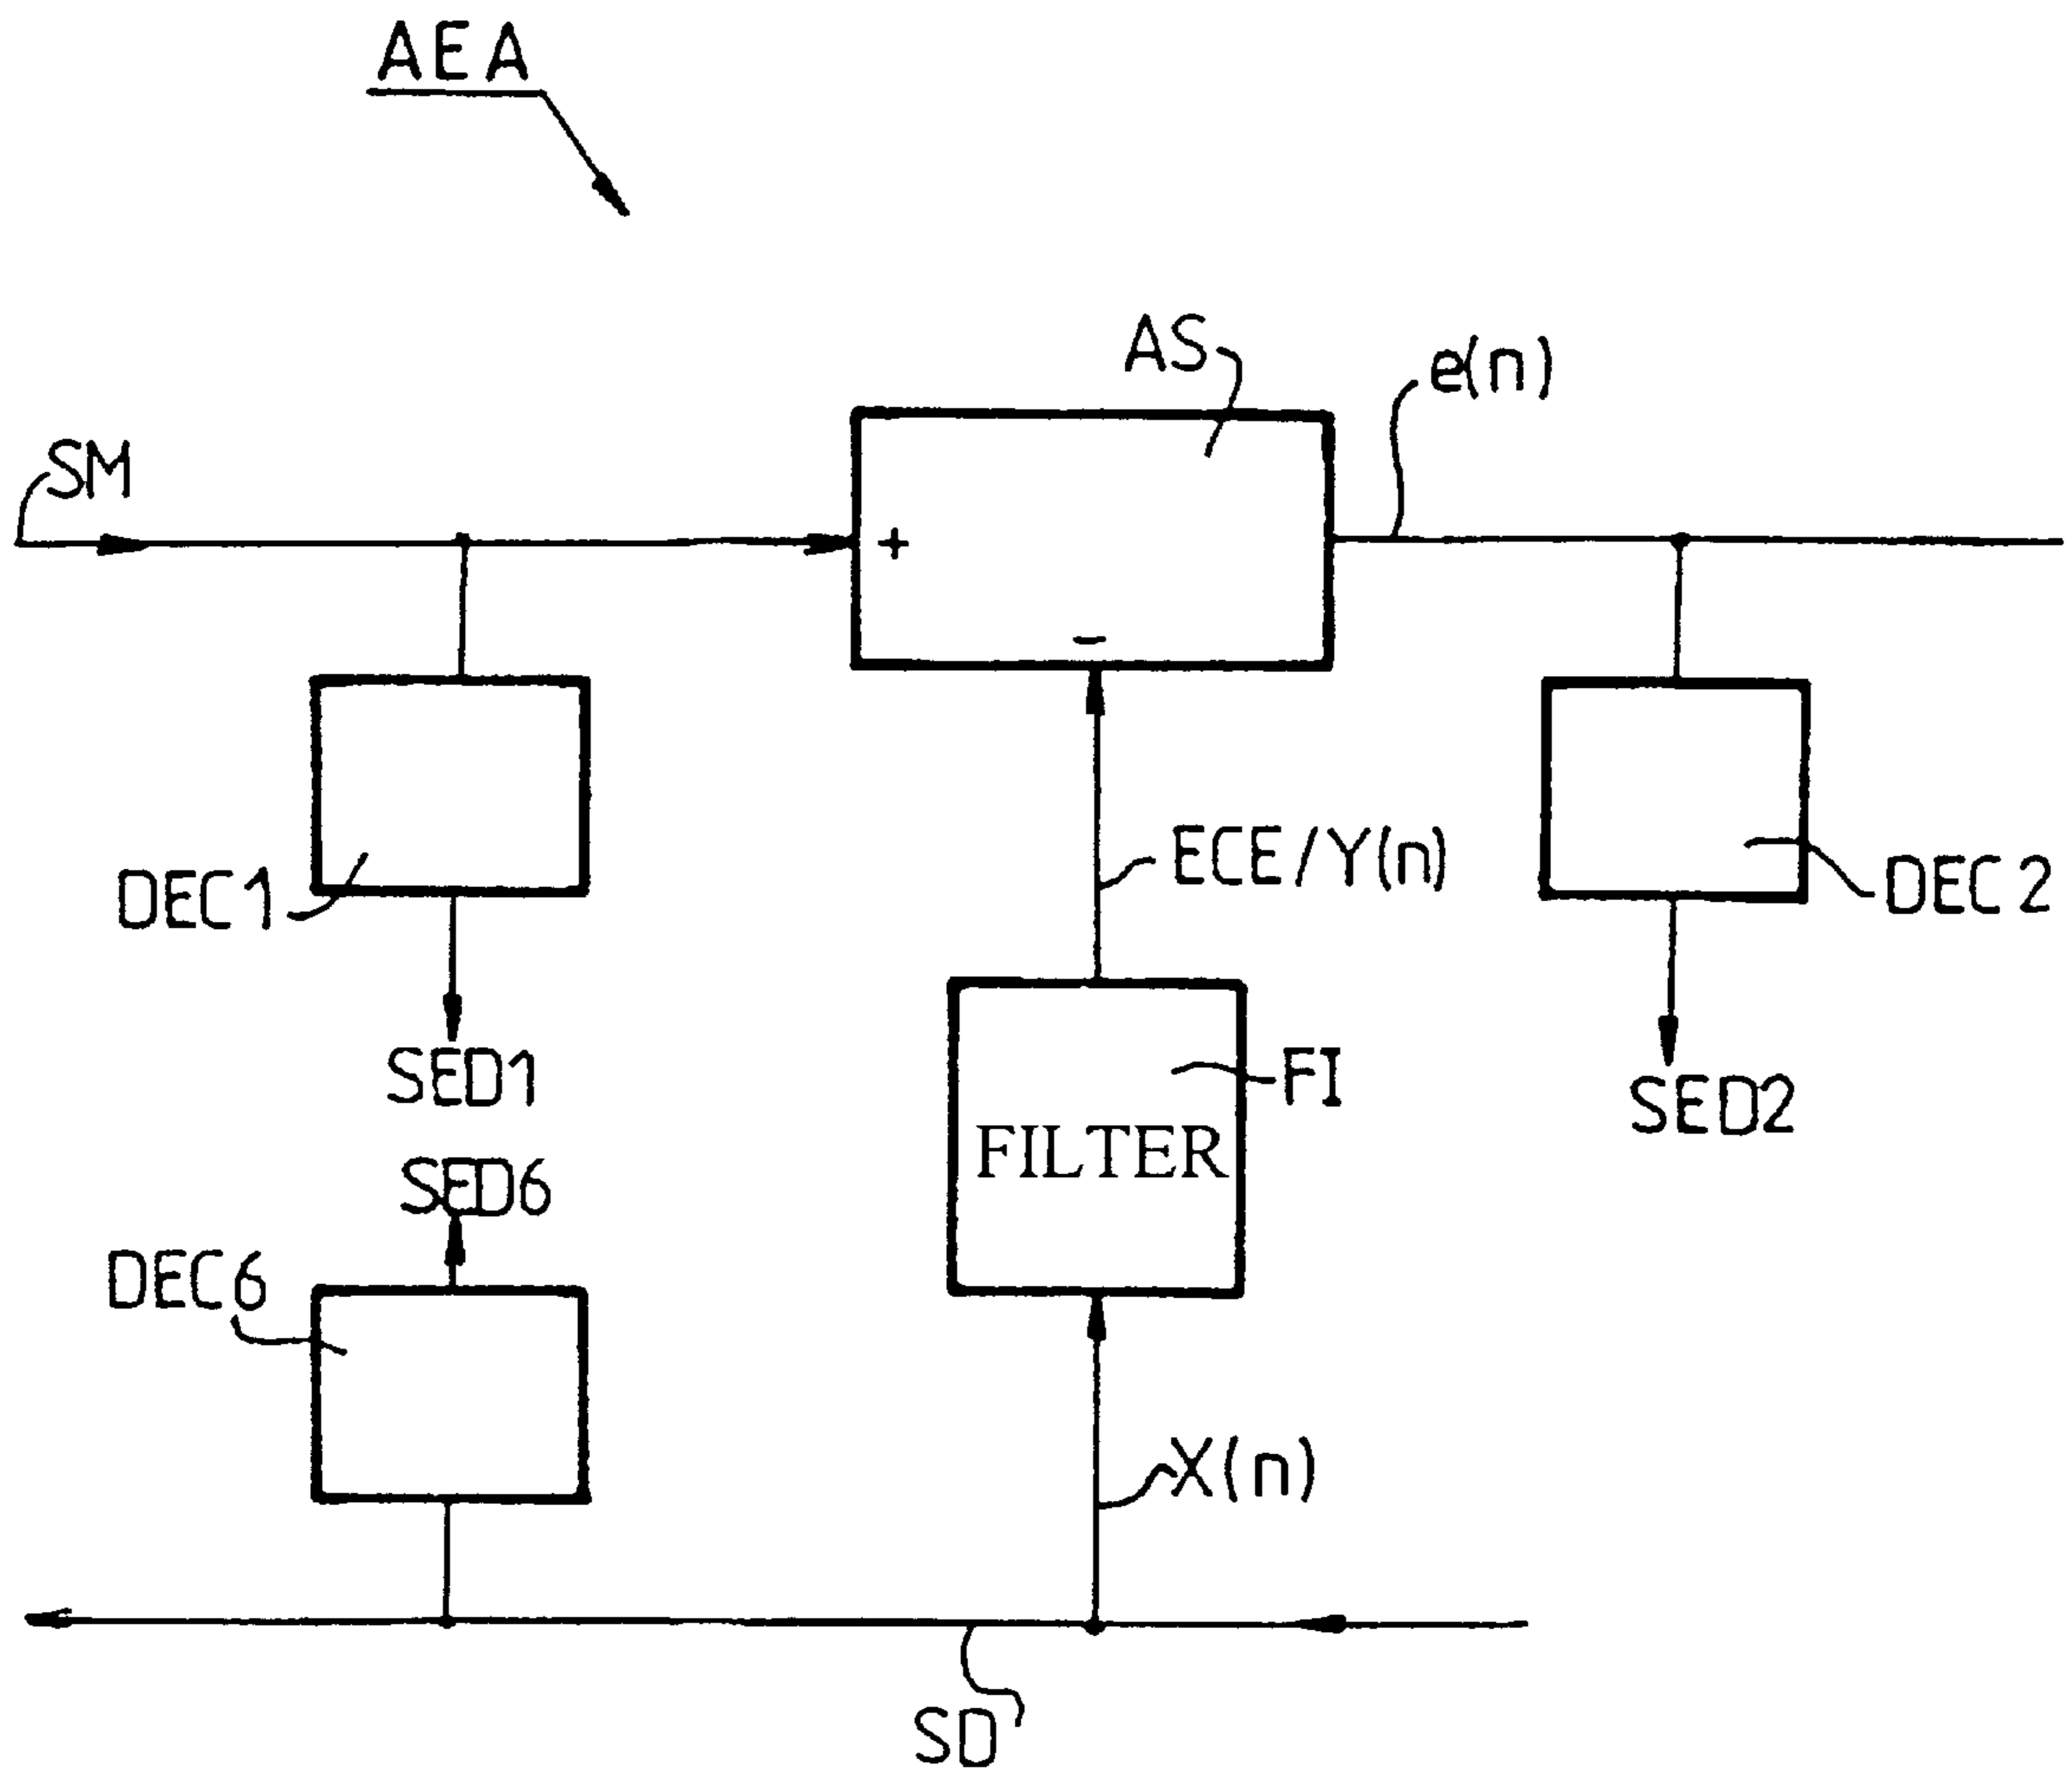 AEA
AS
e(n)
SM
+
-
ECE/Y(n)
DEC1
DEC2
SED1
FI
SED2
FILTER
SED6
DEC6
X(n)
SD